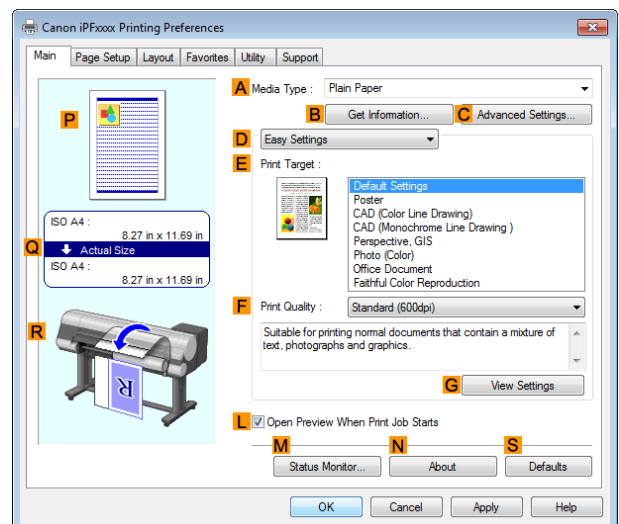 Canon iPFxxxx Printing Preferences
Main Page Setup Layout Favorites Utility Support
A Media Type : Plain Paper
B Get Information... C Advanced Settings...
D Easy Settings
E Print Target :
Default Settings
Poster
CAD (Color Line Drawing)
CAD (Monochrome Line Drawing )
Perspective, GIS
Photo (Color)
Office Document
Faithful Color Reproduction
F Print Quality : Standard (600dpi)
Suitable for printing normal documents that contain a mixture of
text, photographs and graphics.
G View Settings
P
Q
ISO A4 :
8.27 in x 11.69 in
Actual Size
ISO A4 :
8.27 in x 11.69 in
R
R
L Open Preview When Print Job Starts
M N S
Status Monitor... About Defaults
OK Cancel Apply Help